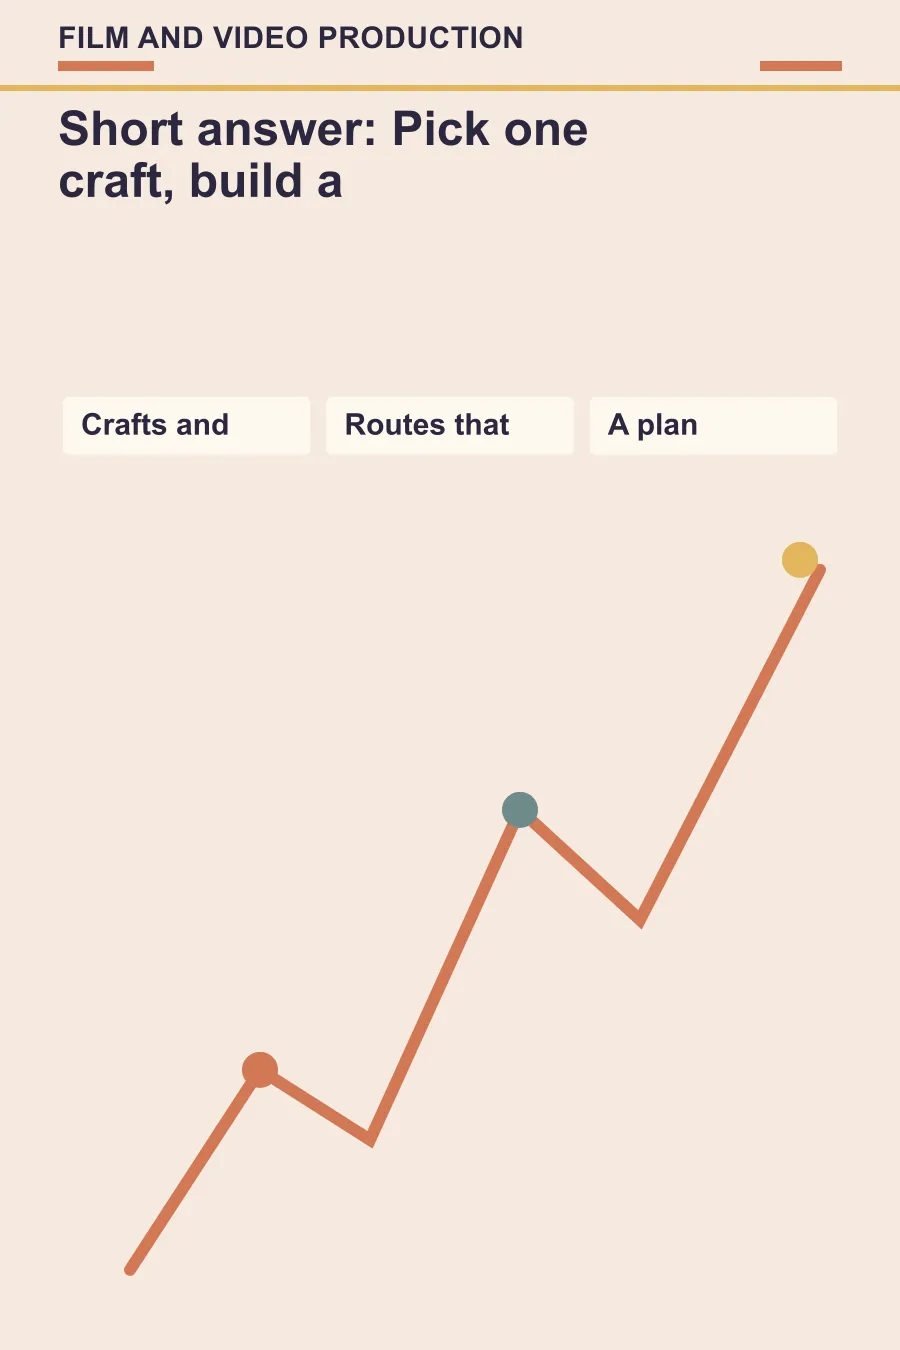 FILM AND VIDEO PRODUCTION
Short answer: Pick one
craft, build a
Crafts and
Routes that
A plan